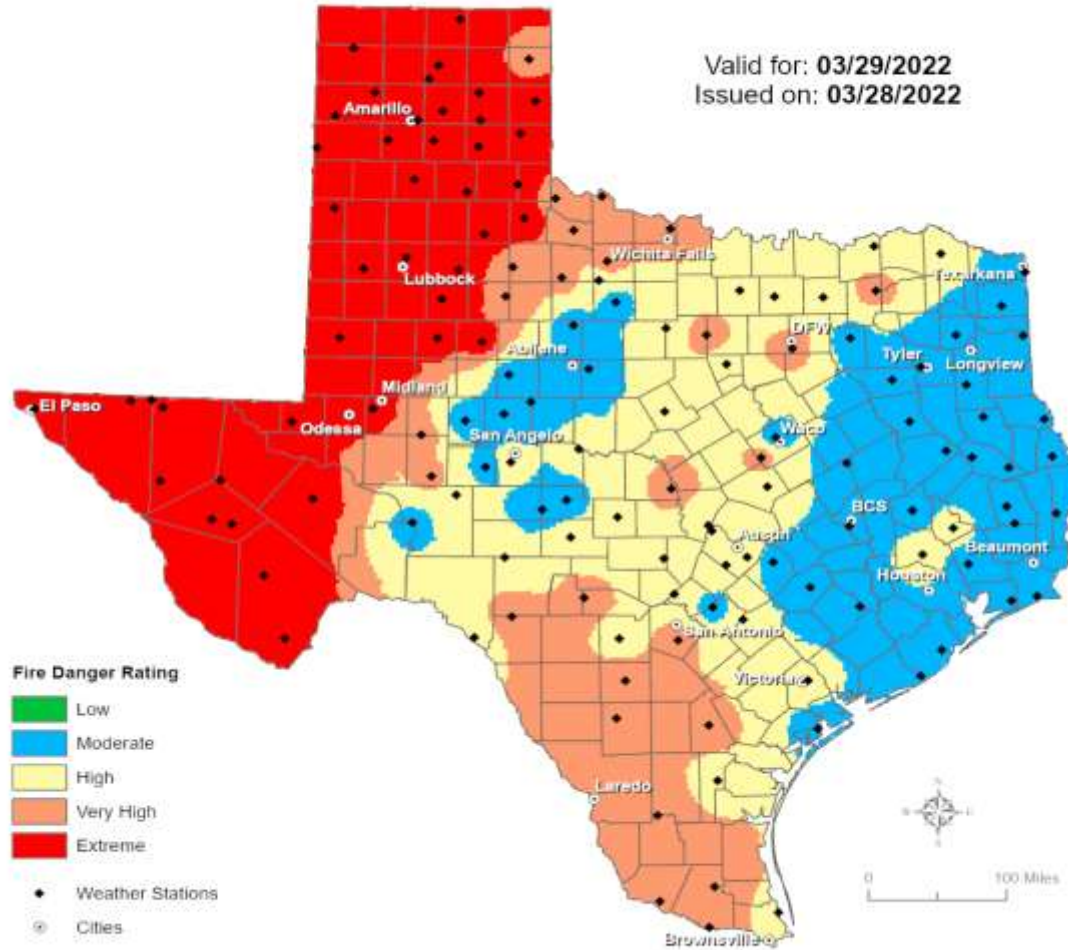 Valid for: 03/29/2022
Issued on: 03/28/2022
Amarillo
Wichita Falls
Lubbock
Texarkana
DFW
Abilene
Tyler
Longview
Midland
El Paso
Odessa
Waco
San Angelo
BCS
Austin
Beaumont
Houston
San Antonio
Victoria
Fire Danger Rating
Low
Moderate
High
Very High
Extreme
Weather Stations
Cities
Laredo
0
100 Miles
Brownsville